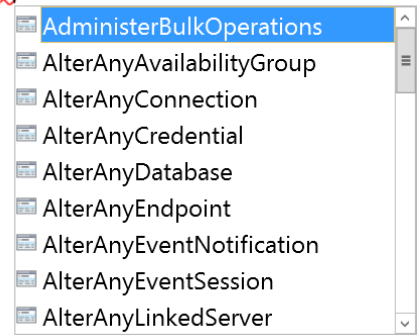 AdministerBulkOperations
AlterAnyAvailabilityGroup
AlterAnyConnection
AlterAnyCredential
AlterAnyDatabase
AlterAnyEndpoint
AlterAnyEventNotification
AlterAnyEventSession
AlterAnyLinkedServer